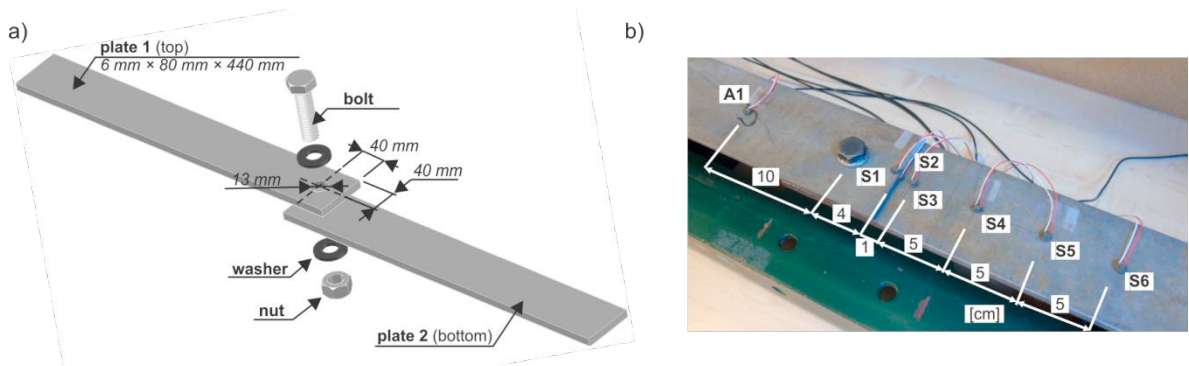 a)
plate 1 (top)
6 mm × 80 mm × 440 mm
bolt
40 mm
40 mm
13 mm
washer
nut
plate 2 (bottom)
b)
A1
S1
S2
S3
S4
S5
S6
10
4
1
5
5
5
[cm]